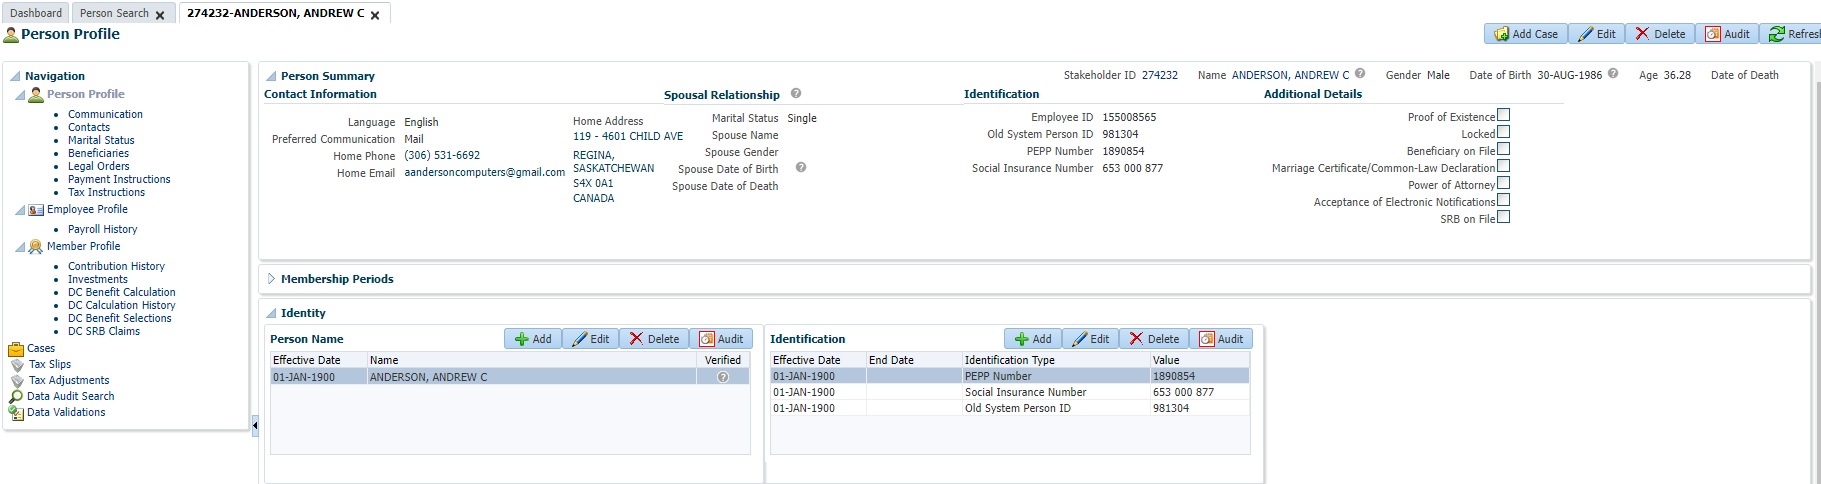 Dashboard
Person Search
274232-ANDERSON, ANDREW C
Person Profile
Add Case
Edit
Delete
Audit
Refresh
Navigation
Person Profile
Communication
Contacts
Marital Status
Beneficiaries
Legal Orders
Payment Instructions
Tax Instructions
Employee Profile
Payroll History
Member Profile
Contribution History
Investments
DC Benefit Calculation
DC Calculation History
DC Benefit Selections
DC SRB Claims
Cases
Tax Slips
Tax Adjustments
Data Audit Search
Data Validations
Person Summary
Stakeholder ID 274232
Name ANDERSON, ANDREW C
Gender Male
Date of Birth 30-AUG-1986
Age 36.28
Date of Death
Contact Information
Language English
Preferred Communication Mail
Home Phone (306) 531-6692
Home Email aandersoncomputers@gmail.com
Home Address
119 - 4601 CHILD AVE
REGINA,
SASKATCHEWAN
S4X 0A1
CANADA
Spousal Relationship
Marital Status Single
Spouse Name
Spouse Gender
Spouse Date of Birth
Spouse Date of Death
Identification
Employee ID 155008565
Old System Person ID 981304
PEPP Number 1890854
Social Insurance Number 653 000 877
Additional Details
Proof of Existence
Locked
Beneficiary on File
Marriage Certificate/Common-Law Declaration
Power of Attorney
Acceptance of Electronic Notifications
SRB on File
Membership Periods
Identity
Person Name
Add
Edit
Delete
Audit
Effective Date Name Verified
01-JAN-1900 ANDERSON, ANDREW C
Identification
Add
Edit
Delete
Audit
Effective Date End Date Identification Type Value
01-JAN-1900 PEPP Number 1890854
01-JAN-1900 Social Insurance Number 653 000 877
01-JAN-1900 Old System Person ID 981304